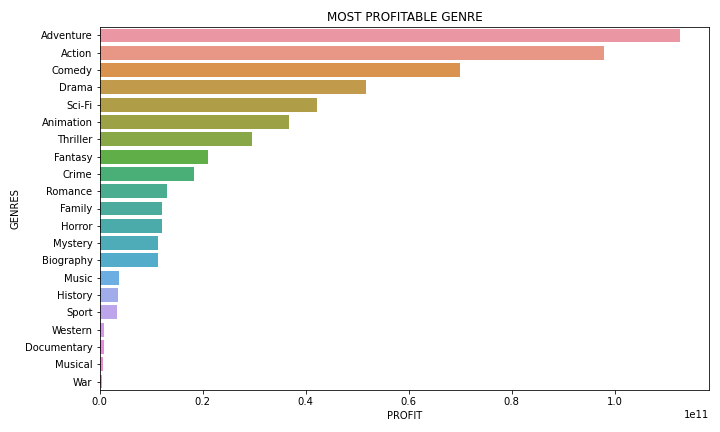 MOST PROFITABLE GENRE
Adventure
Action
Comedy
Drama
Sci-Fi
Animation
Thriller
Fantasy
Crime
Romance
Family
Horror
Mystery
Biography
Music
History
Sport
Western
Documentary
Musical
War
GENRES
0.0 0.2 0.4 0.6 0.8 1.0
1e11
PROFIT